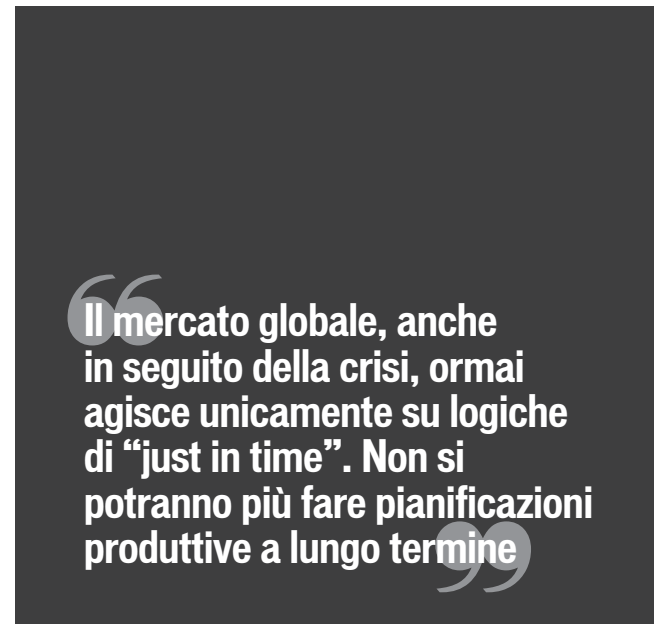 “Il mercato globale, anche
in seguito della crisi, ormai
agisce unicamente su logiche
di “just in time”. Non si
potranno più fare pianificazioni
produttive a lungo termine”